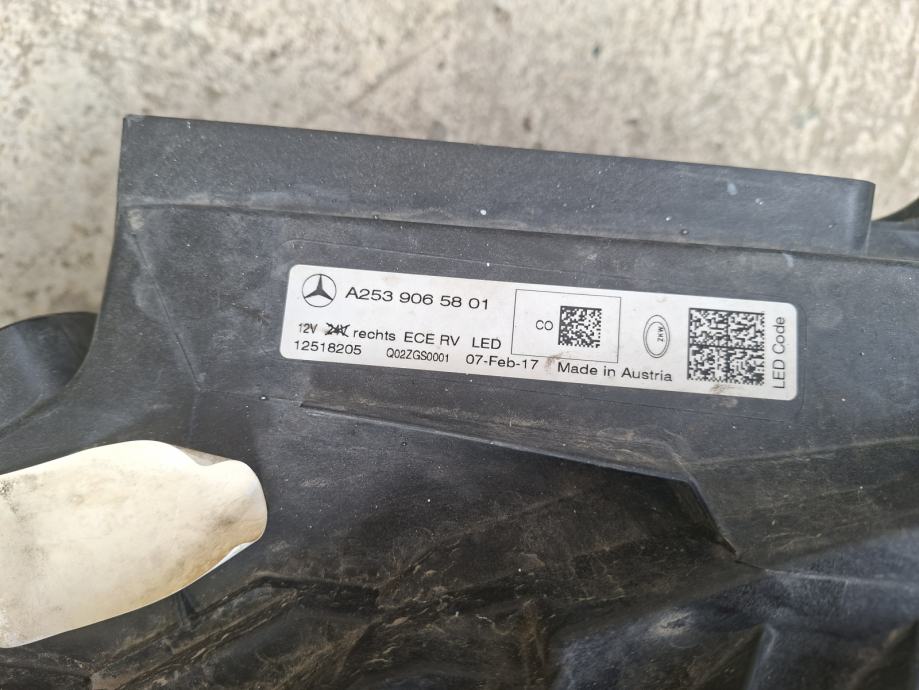 A253 906 58 01
CO
ZKW
12V 24V rechts ECE RV LED
12518205 Q02ZGS0001 07-Feb-17 Made in Austria
LED Code